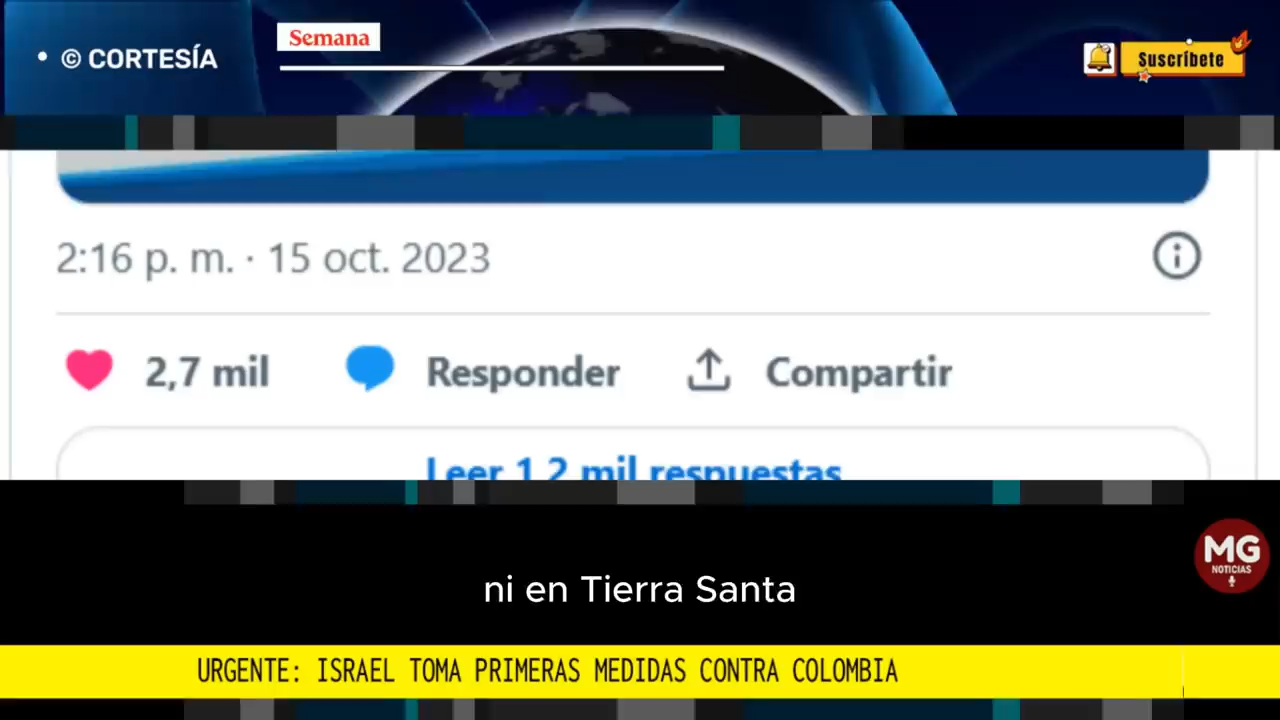 • © CORTESÍA
Semana
Suscríbete
2:16 p. m. · 15 oct. 2023
2,7 mil
Responder
Compartir
Leer 1,2 mil respuestas
ni en Tierra Santa
MG
NOTICIAS
URGENTE: ISRAEL TOMA PRIMERAS MEDIDAS CONTRA COLOMBIA